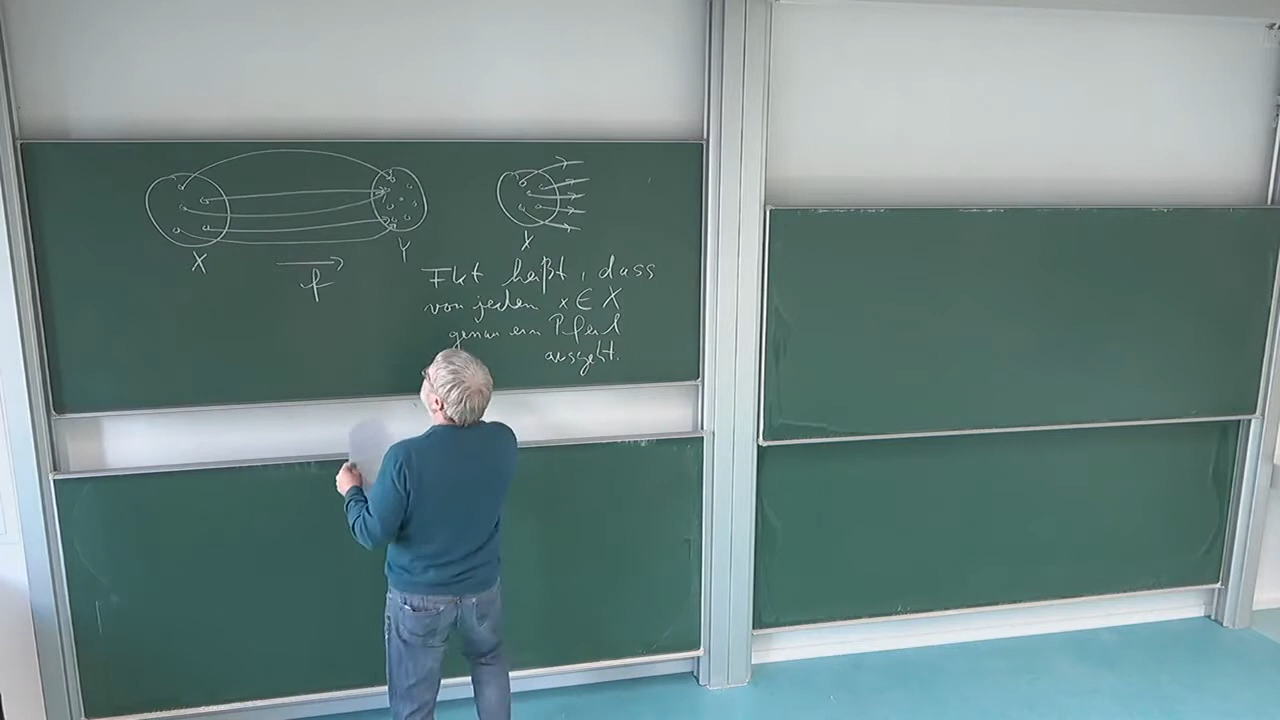 X
f
Y
X
Fkt heißt, dass
von jedem x ∈ X
genau ein Pfeil
ausgeht.